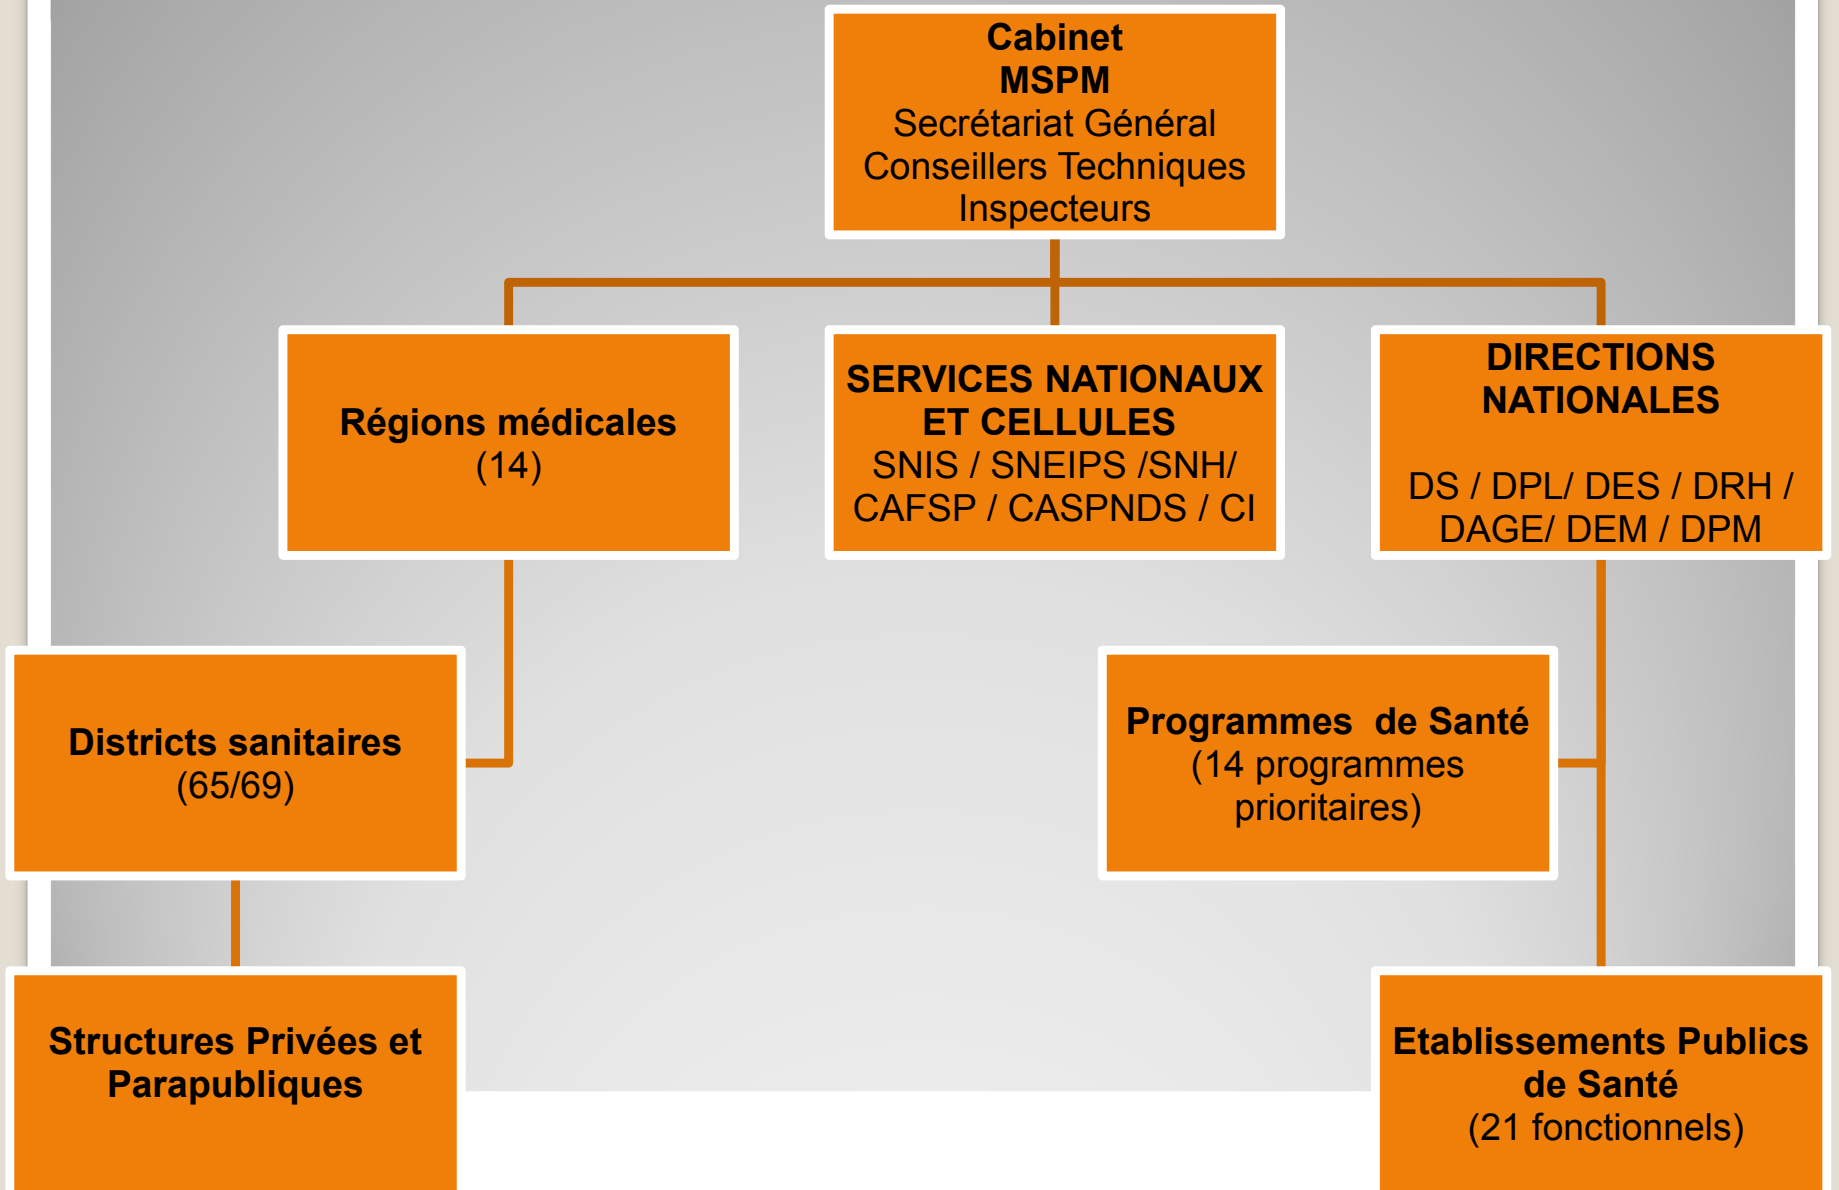 Cabinet
MSPM
Secrétariat Général
Conseillers Techniques
Inspecteurs
Régions médicales
(14)
SERVICES NATIONAUX
ET CELLULES
SNIS / SNEIPS /SNH/
CAFSP / CASPNDS / CI
DIRECTIONS
NATIONALES
DS / DPL/ DES / DRH /
DAGE/ DEM / DPM
Districts sanitaires
(65/69)
Programmes  de Santé
(14 programmes
prioritaires)
Structures Privées et
Parapubliques
Etablissements Publics
de Santé
(21 fonctionnels)